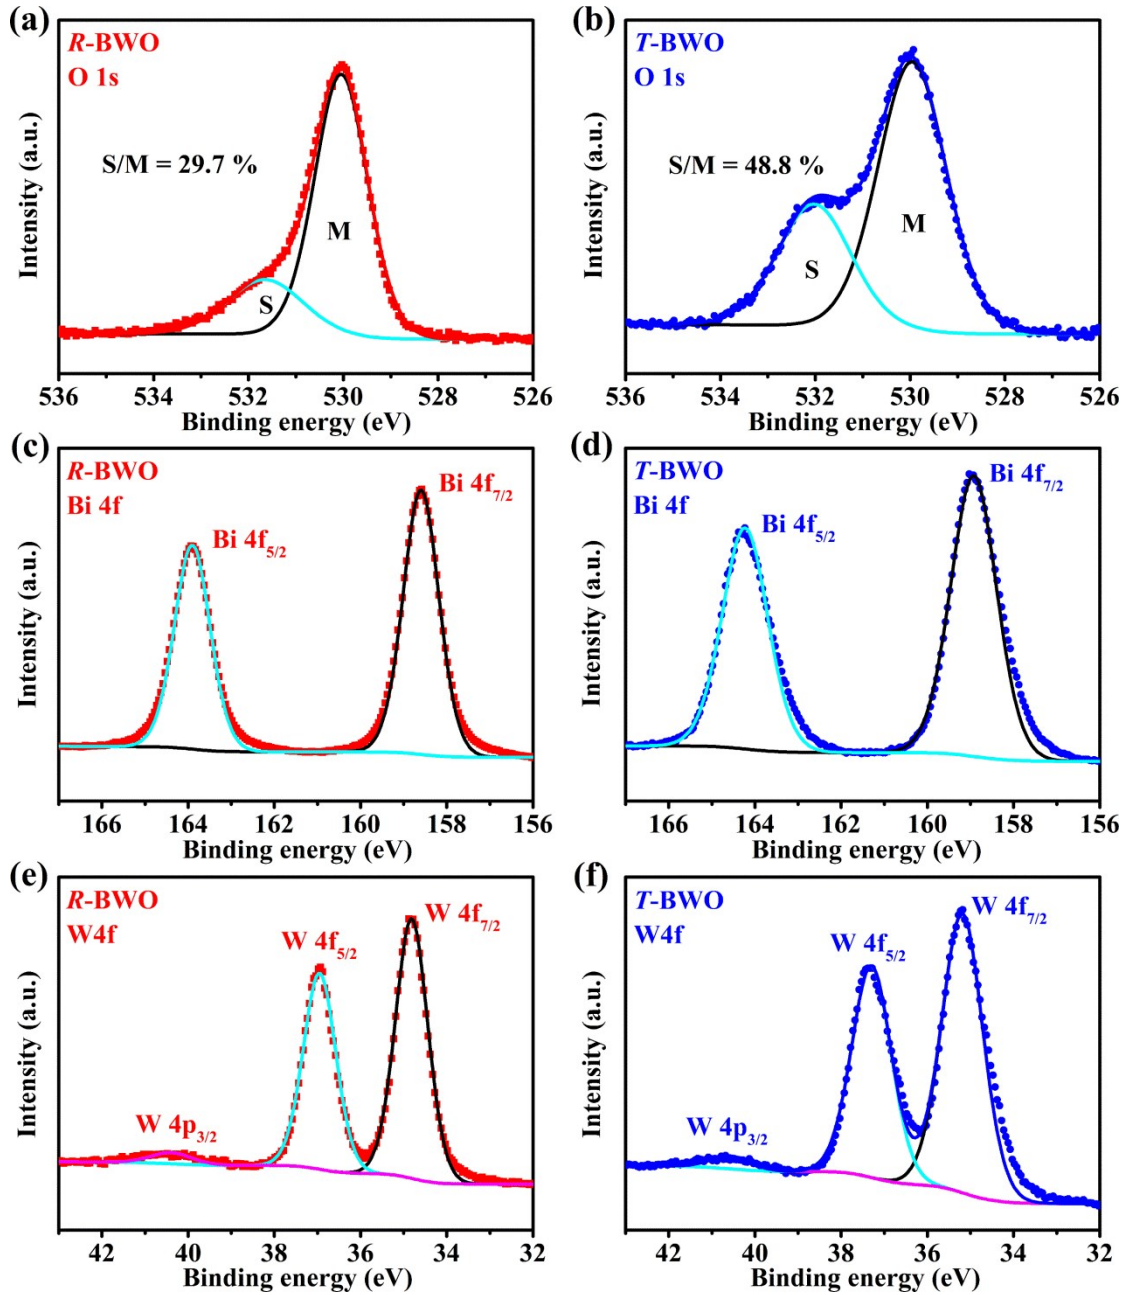 (a)
R-BWO
O 1s
S/M = 29.7 %
M
S
Intensity (a.u.)
536 534 532 530 528 526
Binding energy (eV)
(b)
T-BWO
O 1s
S/M = 48.8 %
M
S
Intensity (a.u.)
536 534 532 530 528 526
Binding energy (eV)
(c)
R-BWO
Bi 4f
Bi 4f7/2
Bi 4f5/2
Intensity (a.u.)
166 164 162 160 158 156
Binding energy (eV)
(d)
T-BWO
Bi 4f
Bi 4f7/2
Bi 4f5/2
Intensity (a.u.)
166 164 162 160 158 156
Binding energy (eV)
(e)
R-BWO
W4f
W 4f7/2
W 4f5/2
W 4p3/2
Intensity (a.u.)
42 40 38 36 34 32
Binding energy (eV)
(f)
T-BWO
W4f
W 4f7/2
W 4f5/2
W 4p3/2
Intensity (a.u.)
42 40 38 36 34 32
Binding energy (eV)